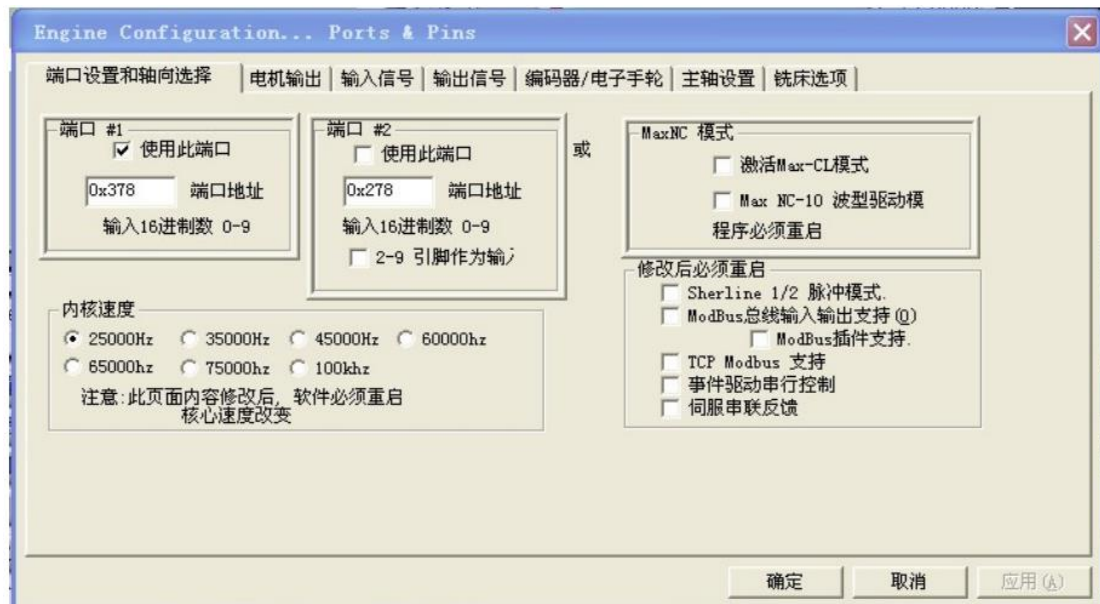 Engine Configuration... Ports & Pins
端口设置和轴向选择 电机输出 输入信号 输出信号 编码器/电子手轮 主轴设置 铣床选项
端口 #1
使用此端口
0x378 端口地址
输入16进制数 0-9
端口 #2
使用此端口
0x278 端口地址
输入16进制数 0-9
2-9 引脚作为输
或
MaxNC 模式
激活Max-CL模式
Max NC-10 波型驱动模
程序必须重启
内核速度
25000Hz 35000Hz 45000Hz 60000hz
65000hz 75000hz 100khz
注意:此页面内容修改后, 软件必须重启
核心速度改变
修改后必须重启
Sherline 1/2 脉冲模式.
ModBus总线输入输出支持(O)
ModBus插件支持.
TCP Modbus 支持
事件驱动串行控制
伺服串联反馈
确定 取消 应用(A)